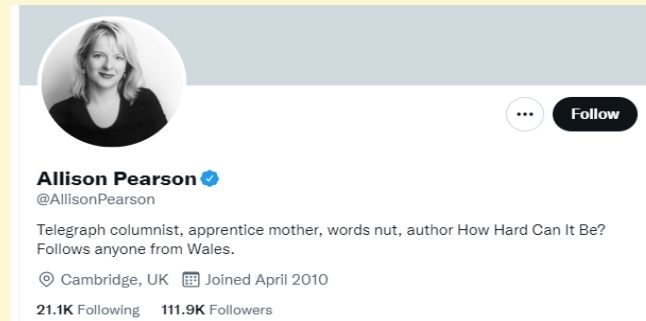 Follow
Allison Pearson
@AllisonPearson
Telegraph columnist, apprentice mother, words nut, author How Hard Can It Be?
Follows anyone from Wales.
Cambridge, UK Joined April 2010
21.1K Following 111.9K Followers